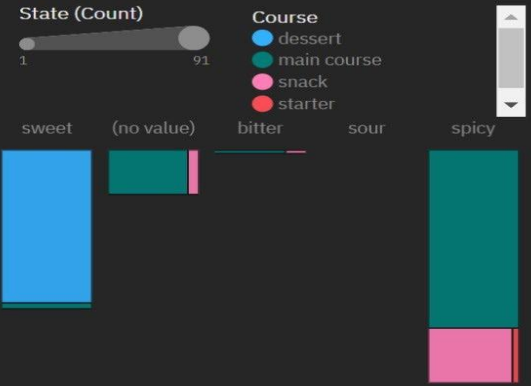 State (Count)
1 91
Course
dessert
main course
snack
starter
sweet (no value) bitter sour spicy